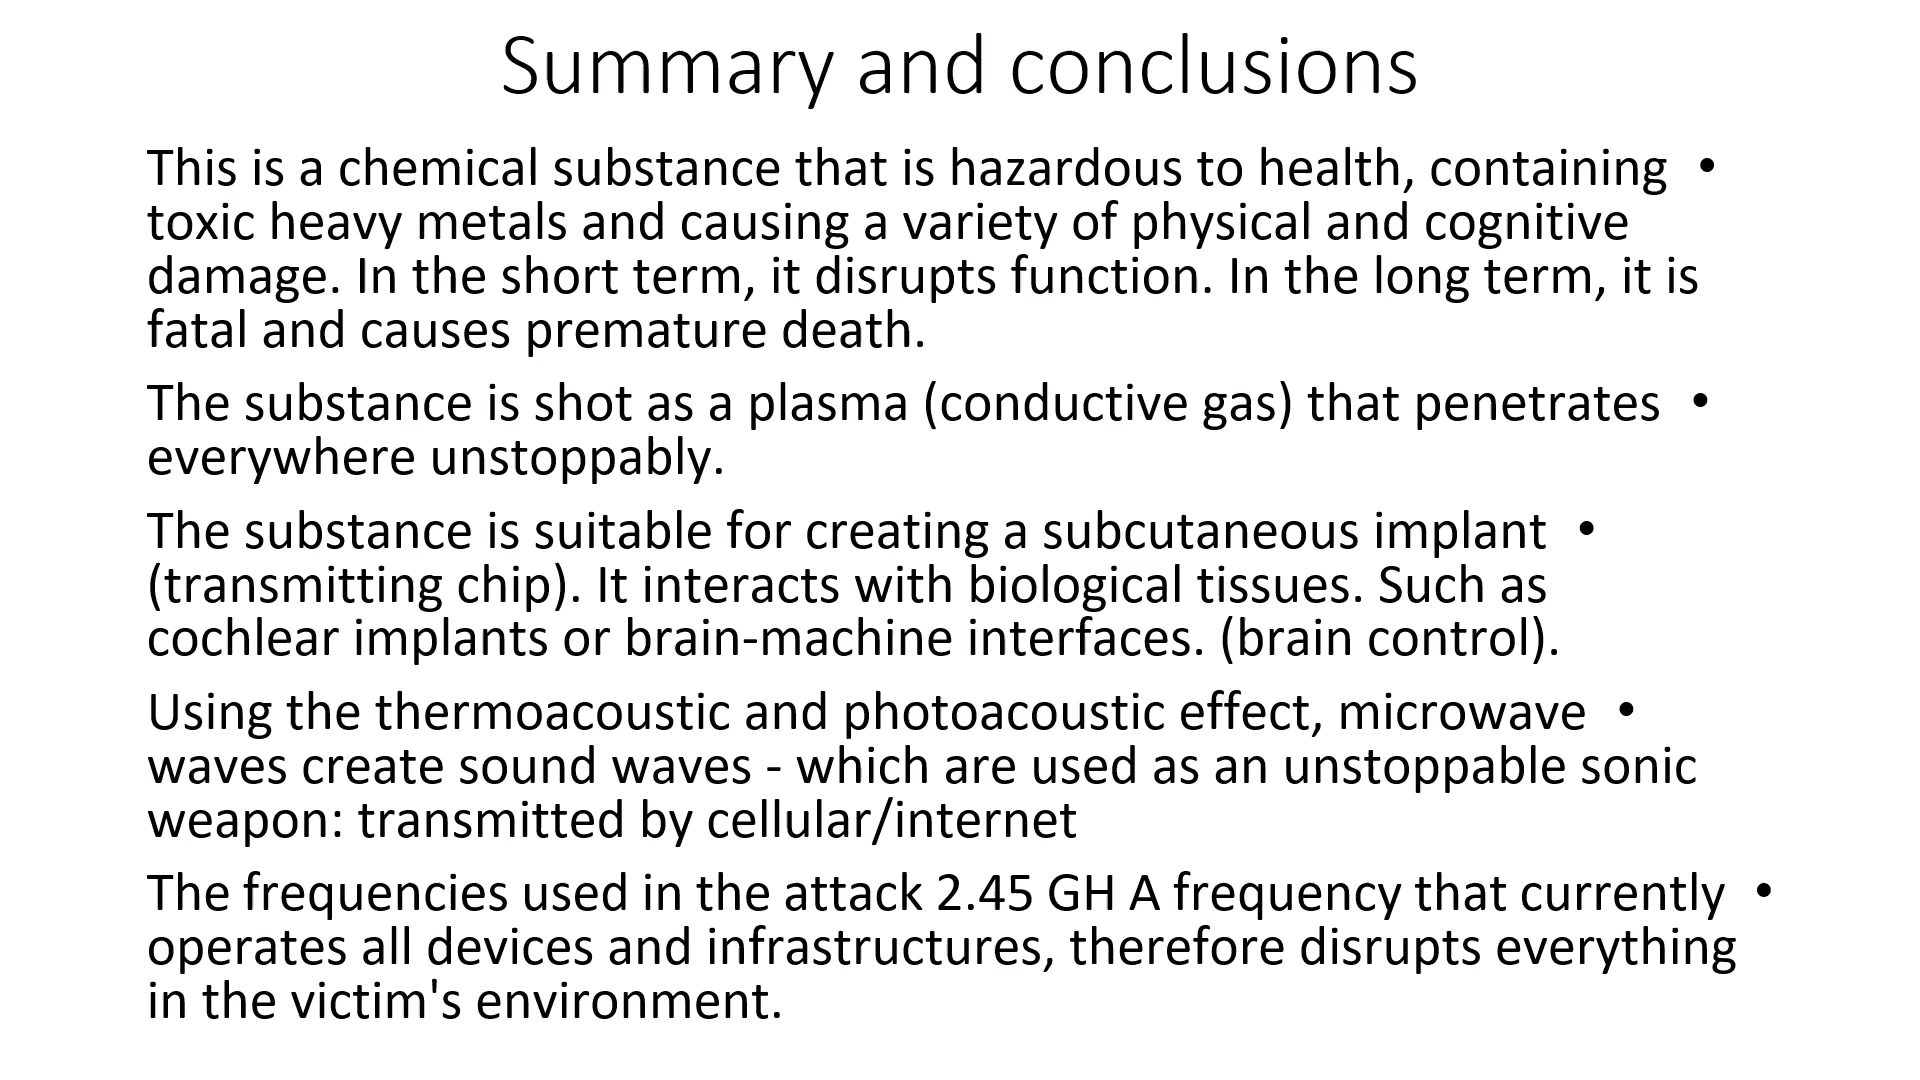 Summary and conclusions
This is a chemical substance that is hazardous to health, containing •
toxic heavy metals and causing a variety of physical and cognitive
damage. In the short term, it disrupts function. In the long term, it is
fatal and causes premature death.
The substance is shot as a plasma (conductive gas) that penetrates •
everywhere unstoppably.
The substance is suitable for creating a subcutaneous implant •
(transmitting chip). It interacts with biological tissues. Such as
cochlear implants or brain-machine interfaces. (brain control).
Using the thermoacoustic and photoacoustic effect, microwave •
waves create sound waves - which are used as an unstoppable sonic
weapon: transmitted by cellular/internet
The frequencies used in the attack 2.45 GH A frequency that currently •
operates all devices and infrastructures, therefore disrupts everything
in the victim's environment.